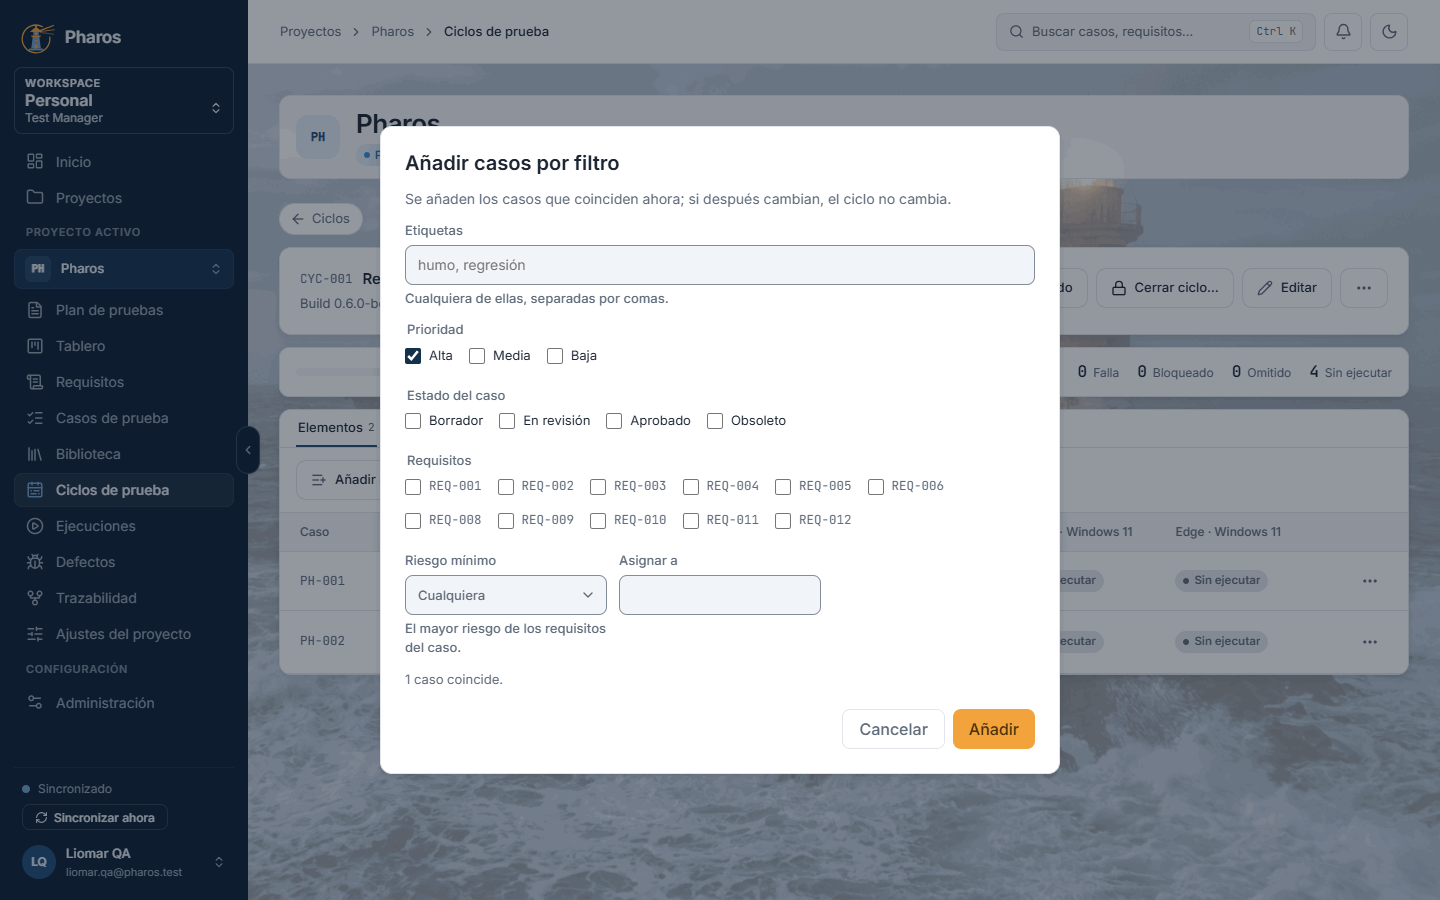 Pharos
WORKSPACE
Personal
Test Manager
Inicio
Proyectos
PROYECTO ACTIVO
PH
Pharos
Plan de pruebas
Tablero
Requisitos
Casos de prueba
Biblioteca
Ciclos de prueba
Ejecuciones
Defectos
Trazabilidad
Ajustes del proyecto
CONFIGURACIÓN
Administración
Sincronizado
Sincronizar ahora
LQ
Liomar QA
liomar.qa@pharos.test
Proyectos > Pharos > Ciclos de prueba
Buscar casos, requisitos...
Ctrl K
PH
Pharos
Ciclos
CYC-001
Build 0.6.0-b
Cerrar ciclo...
Editar
0 Falla
0 Bloqueado
0 Omitido
4 Sin ejecutar
Elementos 2
Añadir
Caso
· Windows 11
Edge · Windows 11
PH-001
Sin ejecutar
PH-002
Sin ejecutar
Añadir casos por filtro
Se añaden los casos que coinciden ahora; si después cambian, el ciclo no cambia.
Etiquetas
humo, regresión
Cualquiera de ellas, separadas por comas.
Prioridad
Alta Media Baja
Estado del caso
Borrador En revisión Aprobado Obsoleto
Requisitos
REQ-001 REQ-002 REQ-003 REQ-004 REQ-005 REQ-006
REQ-008 REQ-009 REQ-010 REQ-011 REQ-012
Riesgo mínimo
Asignar a
Cualquiera
El mayor riesgo de los requisitos
del caso.
1 caso coincide.
Cancelar
Añadir